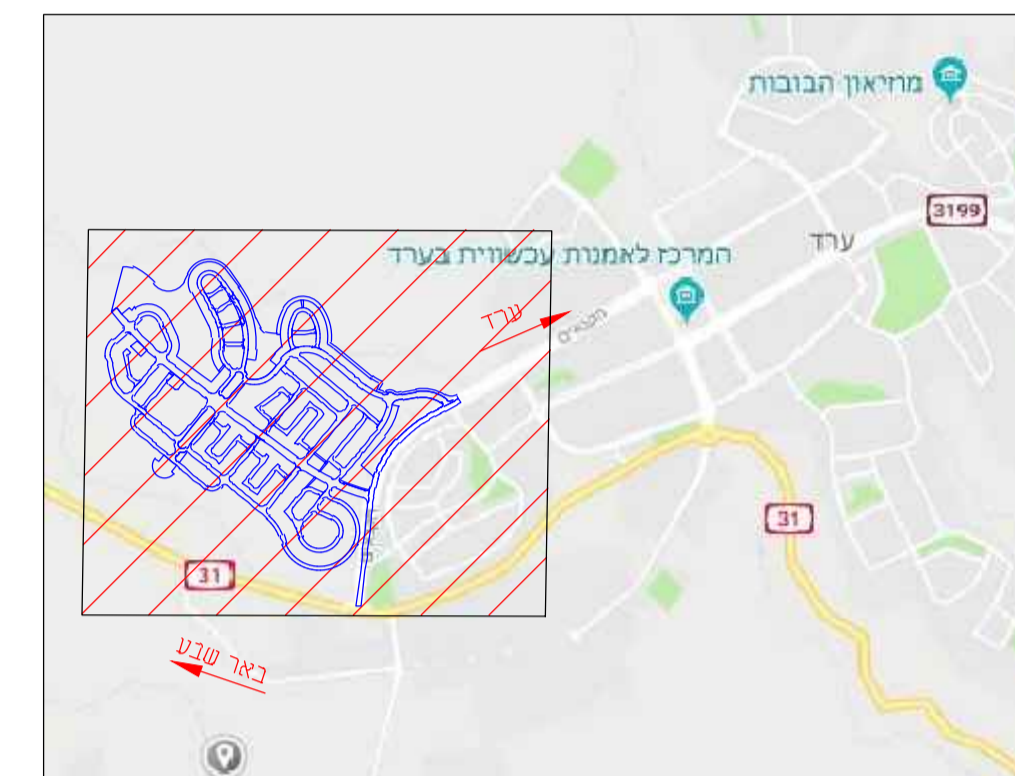 מוזיאון הבובות
3199
ערד
המרכז לאמנות עכשווית בערד
ערד
31
31
באר שבע